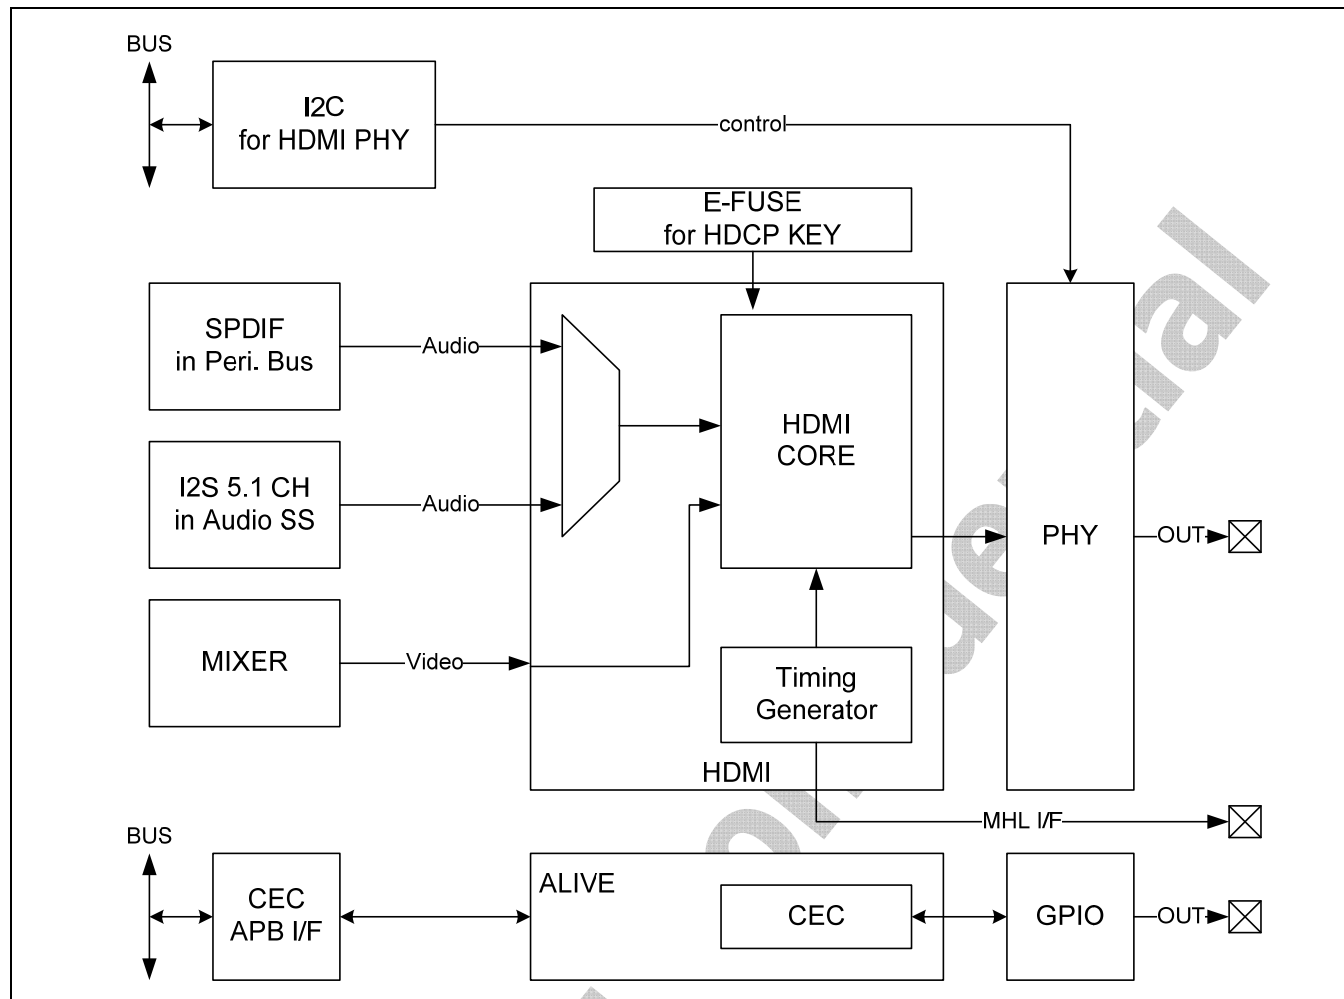 BUS
I2C
for HDMI PHY
control
E-FUSE
for HDCP KEY
SPDIF
in Peri. Bus
Audio
HDMI
CORE
I2S 5.1 CH
in Audio SS
Audio
PHY
OUT
MIXER
Video
Timing
Generator
HDMI
MHL I/F
BUS
CEC
APB I/F
ALIVE
CEC
GPIO
OUT